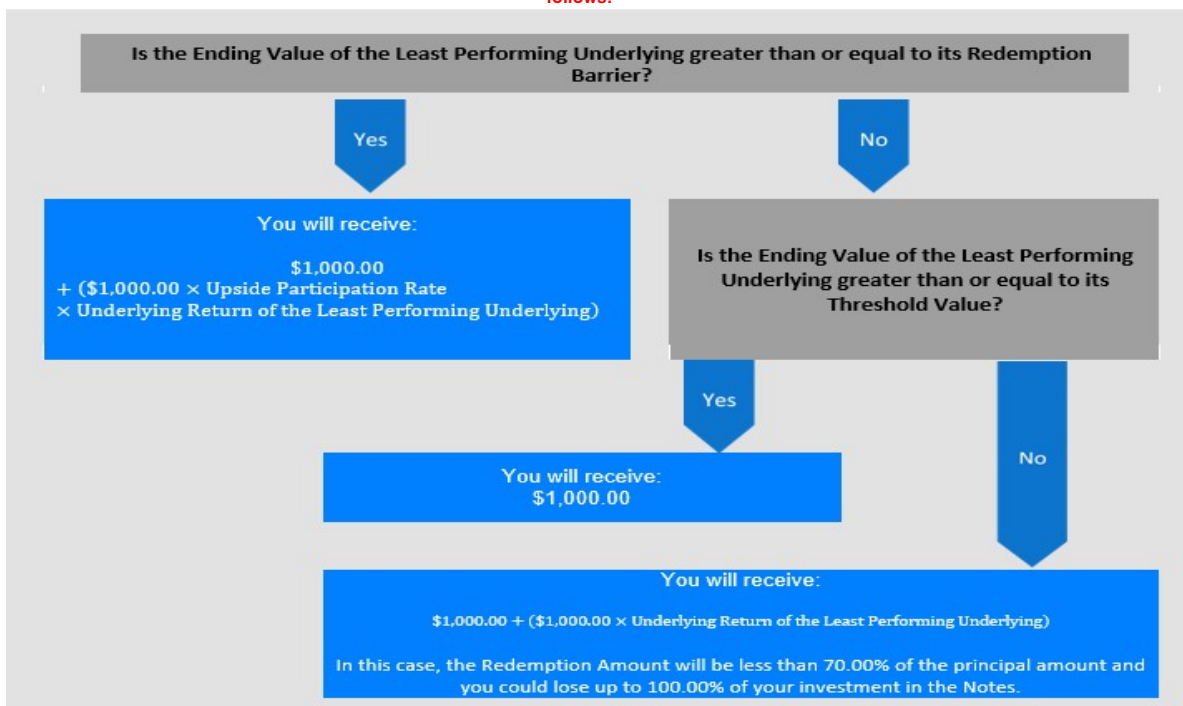 follows:
Is the Ending Value of the Least Performing Underlying greater than or equal to its Redemption
Barrier?
Yes
No
You will receive:
$1,000.00
+ ($1,000.00 × Upside Participation Rate
× Underlying Return of the Least Performing Underlying)
Is the Ending Value of the Least Performing
Underlying greater than or equal to its
Threshold Value?
Yes
No
You will receive:
$1,000.00
You will receive:
$1,000.00 + ($1,000.00 × Underlying Return of the Least Performing Underlying)
In this case, the Redemption Amount will be less than 70.00% of the principal amount and
you could lose up to 100.00% of your investment in the Notes.